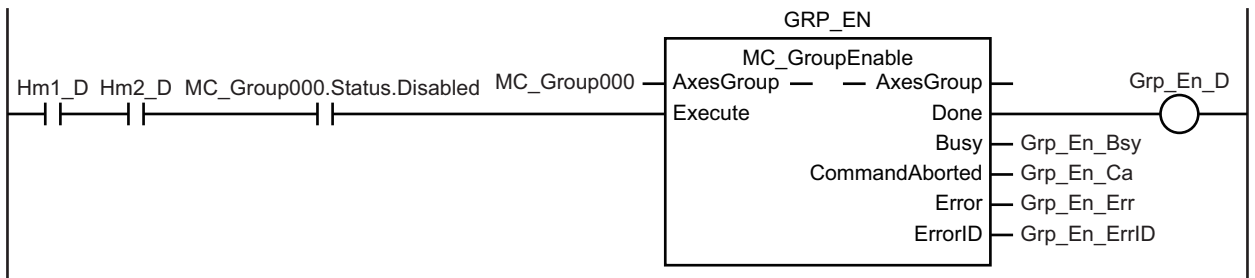 GRP_EN
MC_GroupEnable
Hm1_D Hm2_D MC_Group000.Status.Disabled MC_Group000 AxesGroup AxesGroup Grp_En_D
Execute Done
Busy Grp_En_Bsy
CommandAborted Grp_En_Ca
Error Grp_En_Err
ErrorID Grp_En_ErrID